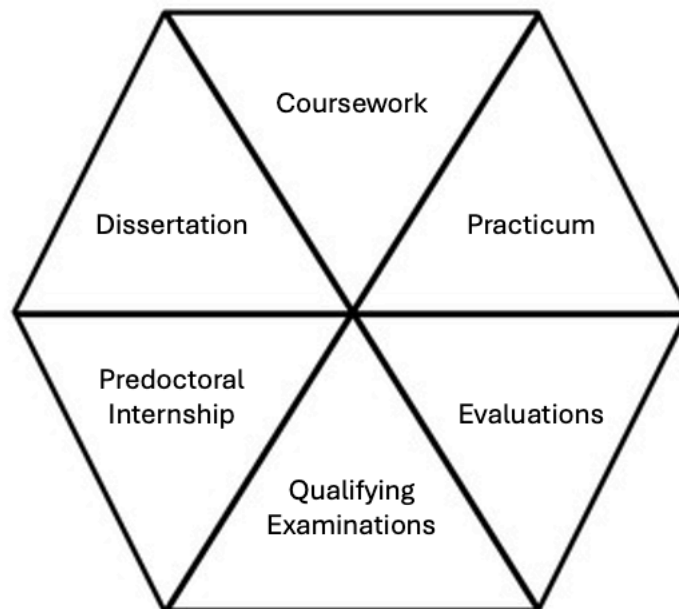 Coursework
Dissertation
Practicum
Predoctoral
Internship
Evaluations
Qualifying
Examinations